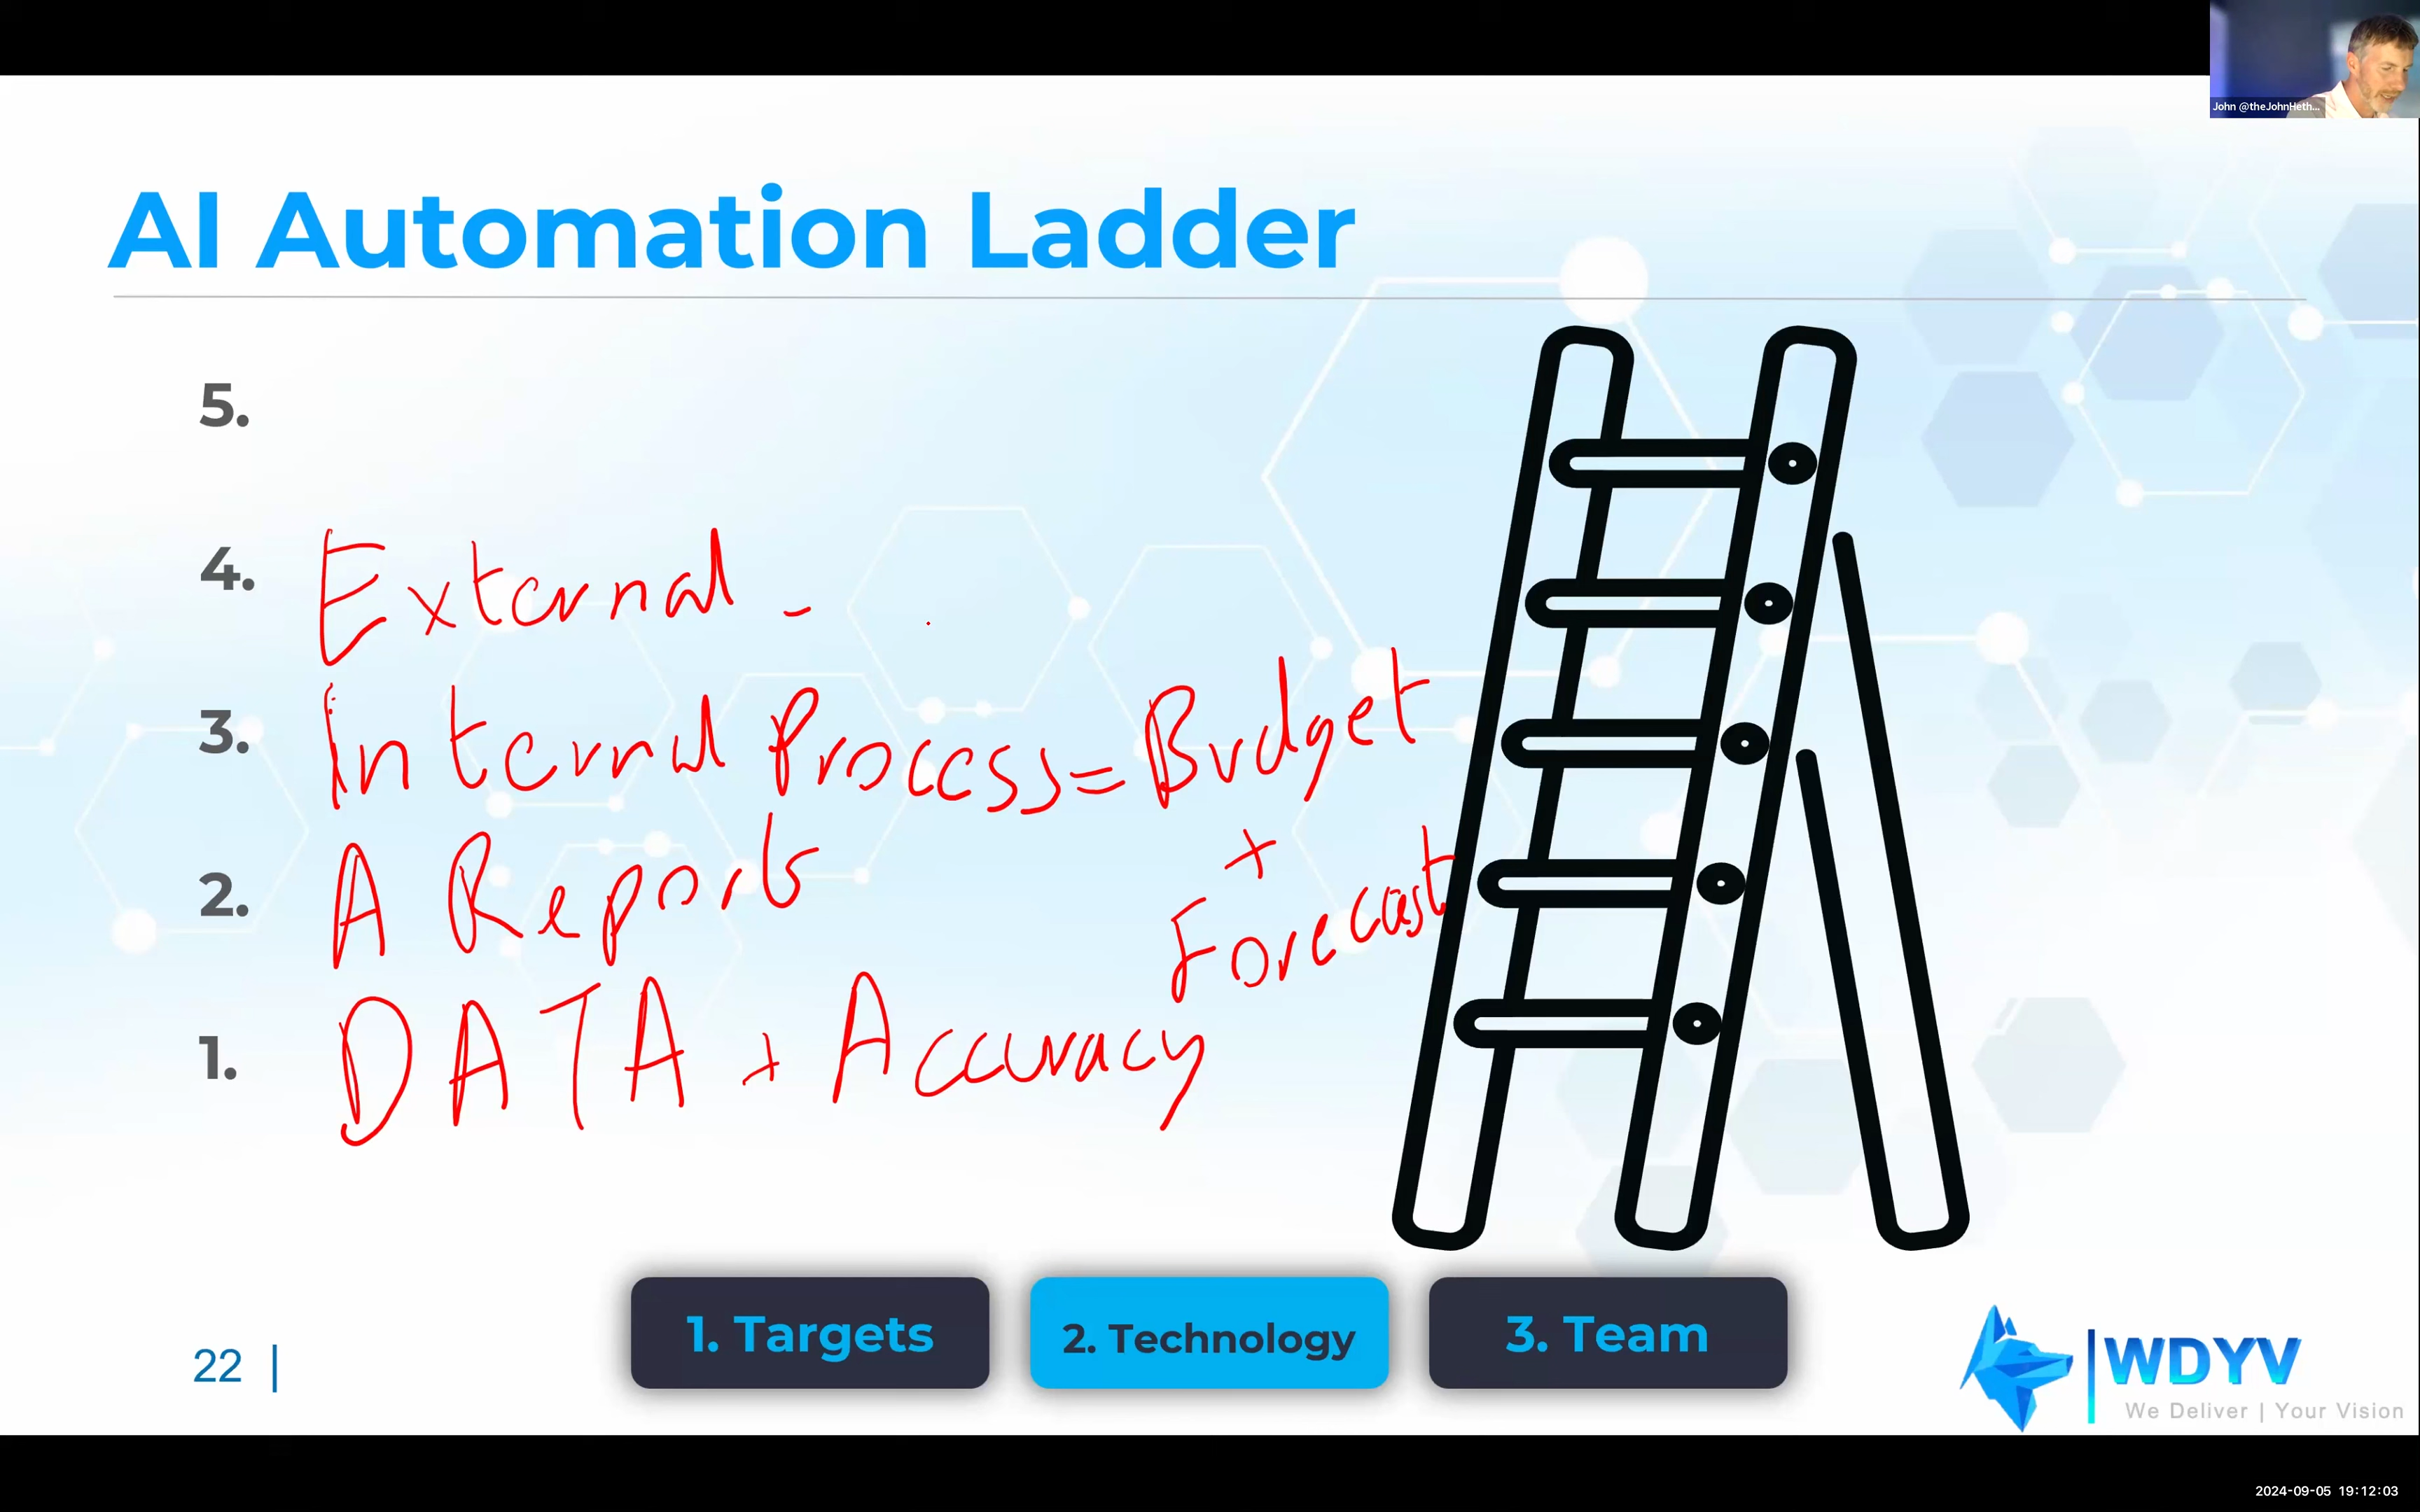 John @theJohnHeth...
AI Automation Ladder
5.
4. External -
3. Internal Process = Budget
+
Forecast
2. A Reports
1. DATA + Accuracy
1. Targets
2. Technology
3. Team
22 |
WDYV
We Deliver | Your Vision
2024-09-05 19:12:03